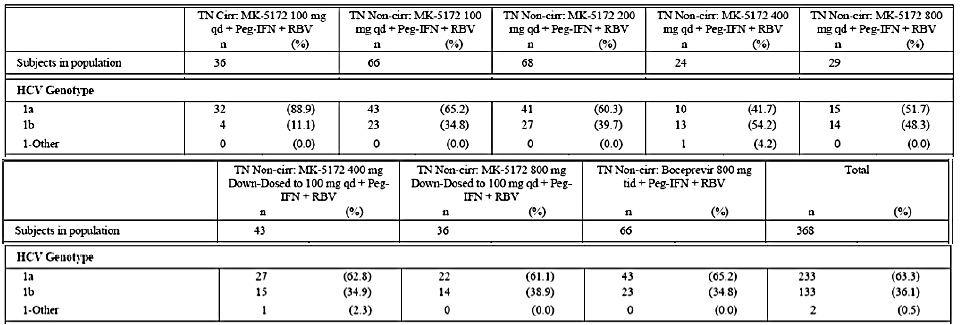 TN Cirr: MK-5172 100 mg TN Non-cirr: MK-5172 100 TN Non-cirr: MK-5172 200 TN Non-cirr: MK-5172 400 TN Non-cirr: MK-5172 800
qd + Peg-IFN + RBV mg qd + Peg-IFN + RBV mg qd + Peg-IFN + RBV mg qd + Peg-IFN + RBV mg qd + Peg-IFN + RBV
n (%) n (%) n (%) n (%) n (%)
Subjects in population 36 66 68 24 29
HCV Genotype
1a 32 (88.9) 43 (65.2) 41 (60.3) 10 (41.7) 15 (51.7)
1b 4 (11.1) 23 (34.8) 27 (39.7) 13 (54.2) 14 (48.3)
1-Other 0 (0.0) 0 (0.0) 0 (0.0) 1 (4.2) 0 (0.0)
TN Non-cirr: MK-5172 400 mg TN Non-cirr: MK-5172 800 mg TN Non-cirr: Boceprevir 800 mg Total
Down-Dosed to 100 mg qd + Peg- Down-Dosed to 100 mg qd + Peg- tid + Peg-IFN + RBV
IFN + RBV IFN + RBV
n (%) n (%) n (%) n (%)
Subjects in population 43 36 66 368
HCV Genotype
1a 27 (62.8) 22 (61.1) 43 (65.2) 233 (63.3)
1b 15 (34.9) 14 (38.9) 23 (34.8) 133 (36.1)
1-Other 1 (2.3) 0 (0.0) 0 (0.0) 2 (0.5)